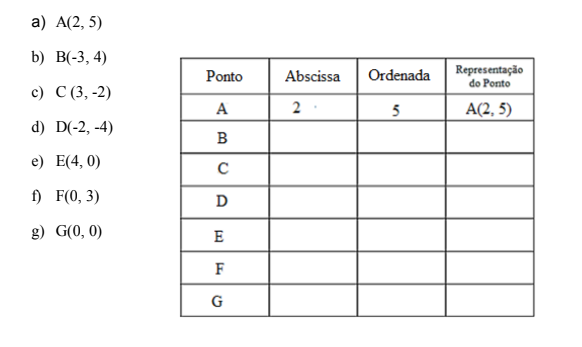 a) A(2, 5)
b) B(-3, 4)
c) C (3, -2)
d) D(-2, -4)
e) E(4, 0)
f) F(0, 3)
g) G(0, 0)
Ponto Abscissa Ordenada Representação do Ponto
A 2 5 A(2, 5)
B
C
D
E
F
G